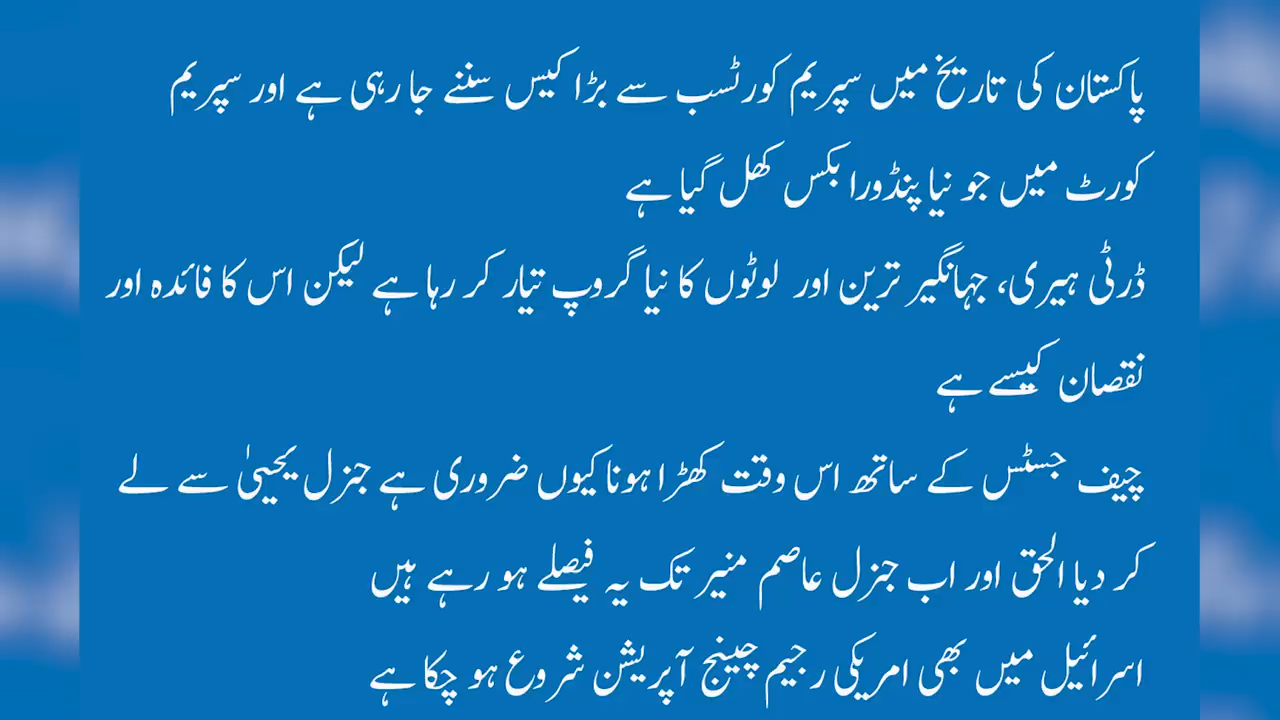 پاکستان کی تاریخ میں سپریم کورٹسب سے بڑا کیس سننے جا رہی ہے اور سپریم
کورٹ میں جو نیا پنڈورا بکس کھل گیا ہے
ڈرٹی ہیری، جہانگیر ترین اور لوٹوں کا نیا گروپ تیار کر رہا ہے لیکن اس کا فائدہ اور
نقصان کیسے ہے
چیف جسٹس کے ساتھ اس وقت کھڑا ہونا کیوں ضروری ہے جنرل یحییٰ سے لے
کر دیا الحق اور اب جنرل عاصم منیر تک یہ فیصلے ہو رہے ہیں
اسرائیل میں بھی امریکی رجیم چینج آپریشن شروع ہو چکا ہے